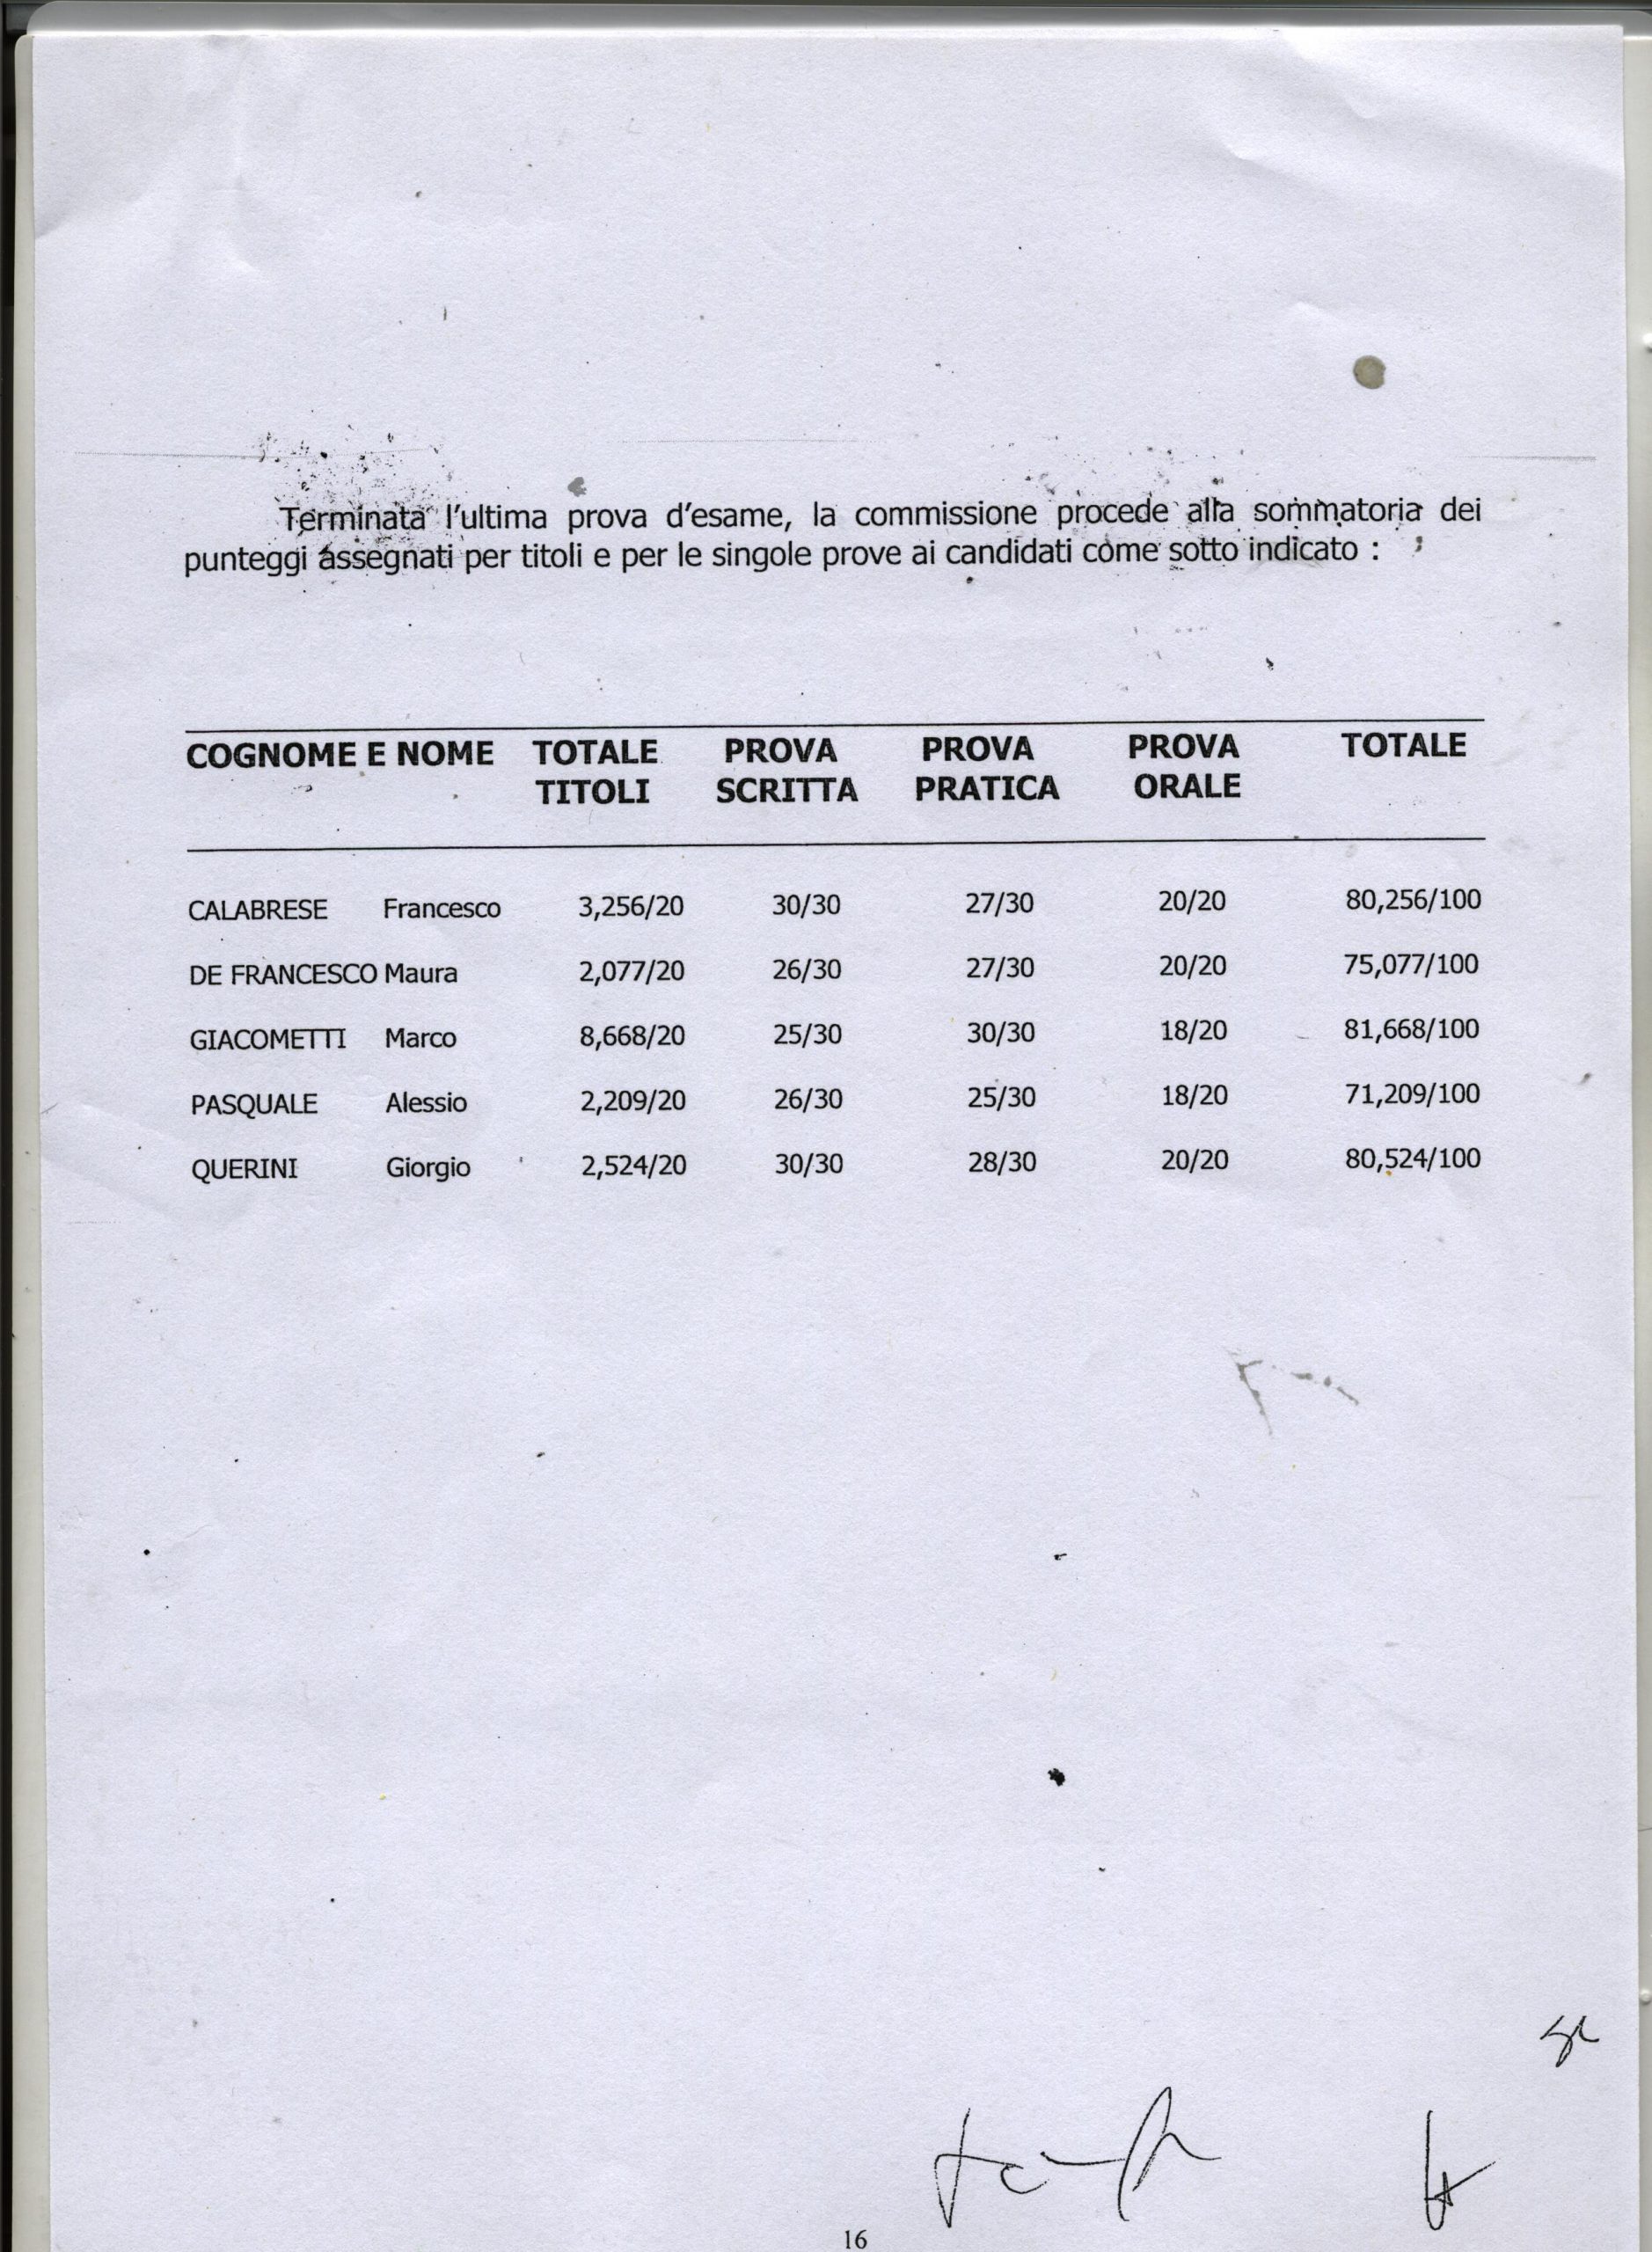 Terminata l'ultima prova d'esame, la commissione procede alla sommatoria dei
punteggi assegnati per titoli e per le singole prove ai candidati come sotto indicato :
COGNOME E NOME TOTALE PROVA PROVA PROVA TOTALE
TITOLI SCRITTA PRATICA ORALE
CALABRESE Francesco 3,256/20 30/30 27/30 20/20 80,256/100
DE FRANCESCO Maura 2,077/20 26/30 27/30 20/20 75,077/100
GIACOMETTI Marco 8,668/20 25/30 30/30 18/20 81,668/100
PASQUALE Alessio 2,209/20 26/30 25/30 18/20 71,209/100
QUERINI Giorgio 2,524/20 30/30 28/30 20/20 80,524/100
16